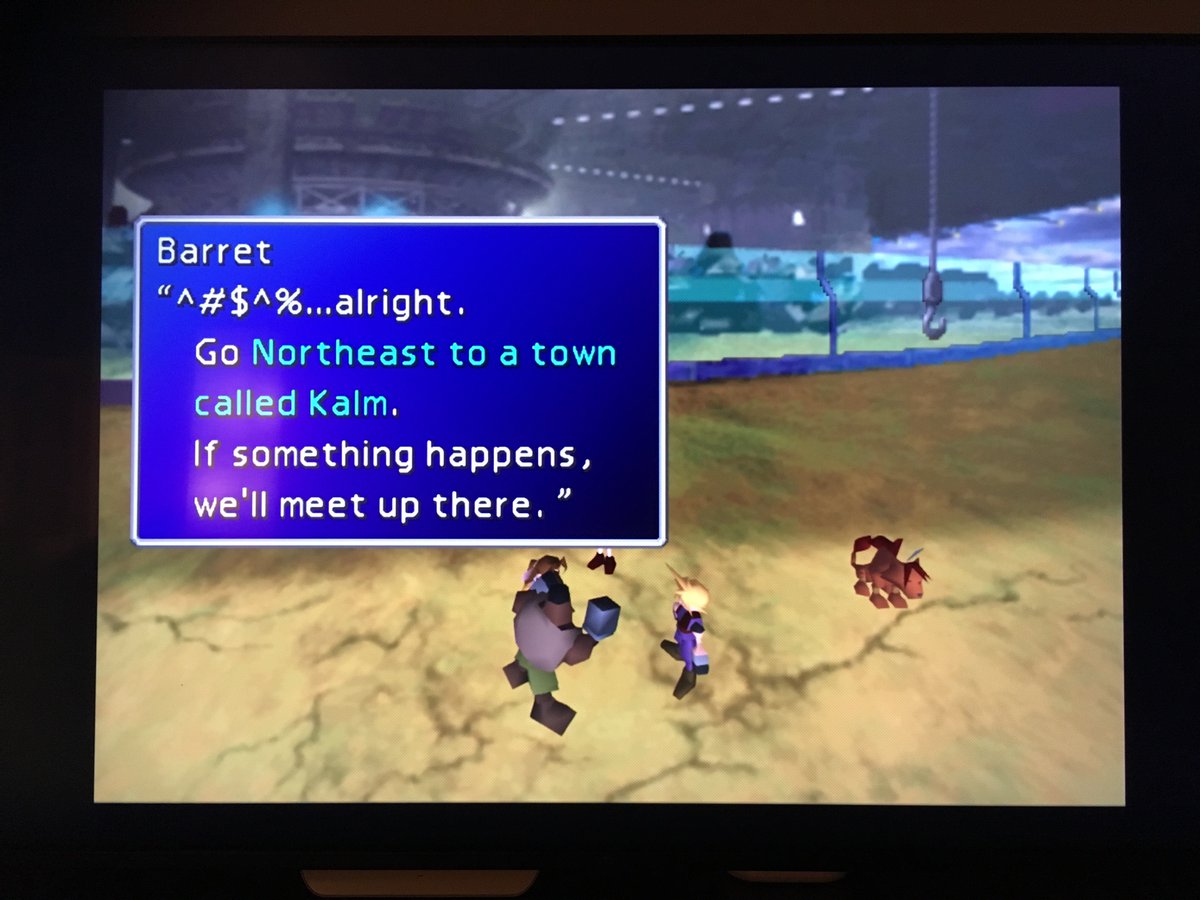 Barret
“^#$^%...alright.
Go Northeast to a town
called Kalm.
If something happens,
we'll meet up there.”